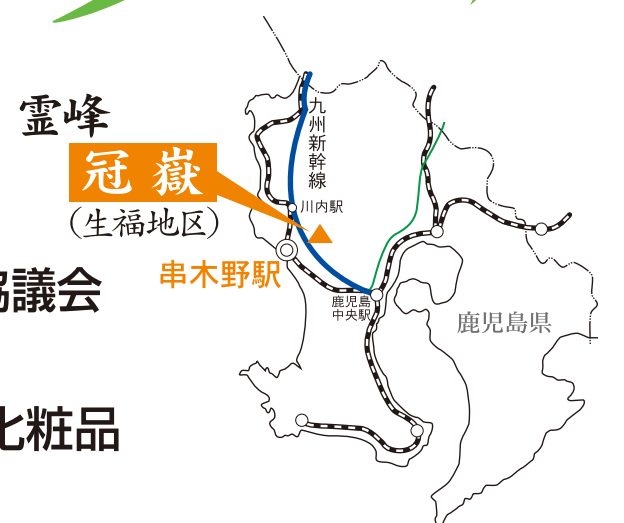 霊峰
冠嶽
（生福地区）
協議会
化粧品
九州新幹線
川内駅
串木野駅
鹿児島
中央駅
鹿児島県